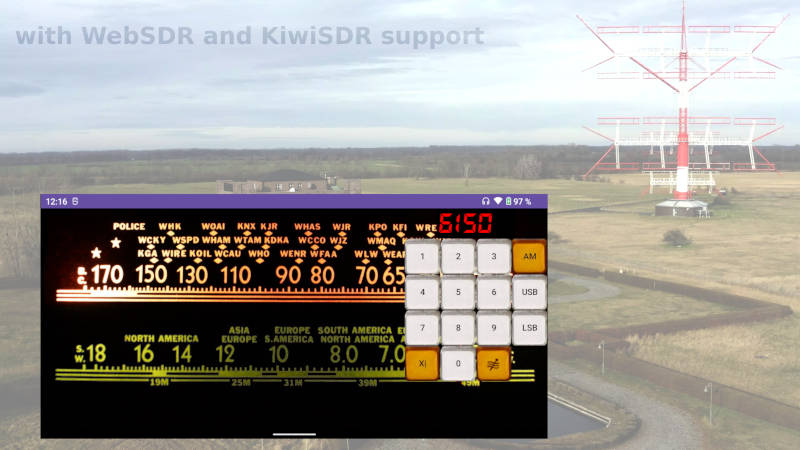 with WebSDR and KiwiSDR support
12:16 97 %
POLICE WHK WOAI KNX KJR WHAS WJR KPO KFI WRE
6150
WCKY WSPD WHAM WTAM KDKA WCCO WJZ WMAQ
KGA WIRE KOIL WCAU WHO WENR WFAA WLW WEAF
B. C. 170 150 130 110 90 80 70 65
1 2 3 AM
4 5 6 USB
7 8 9 LSB
X| 0
NORTH AMERICA ASIA EUROPE EUROPE S.AMERICA SOUTH AMERICA NORTH AMERICA
S. W. 18 16 14 12 10 8.0 7.0
19M 25M 31M 39M 49M